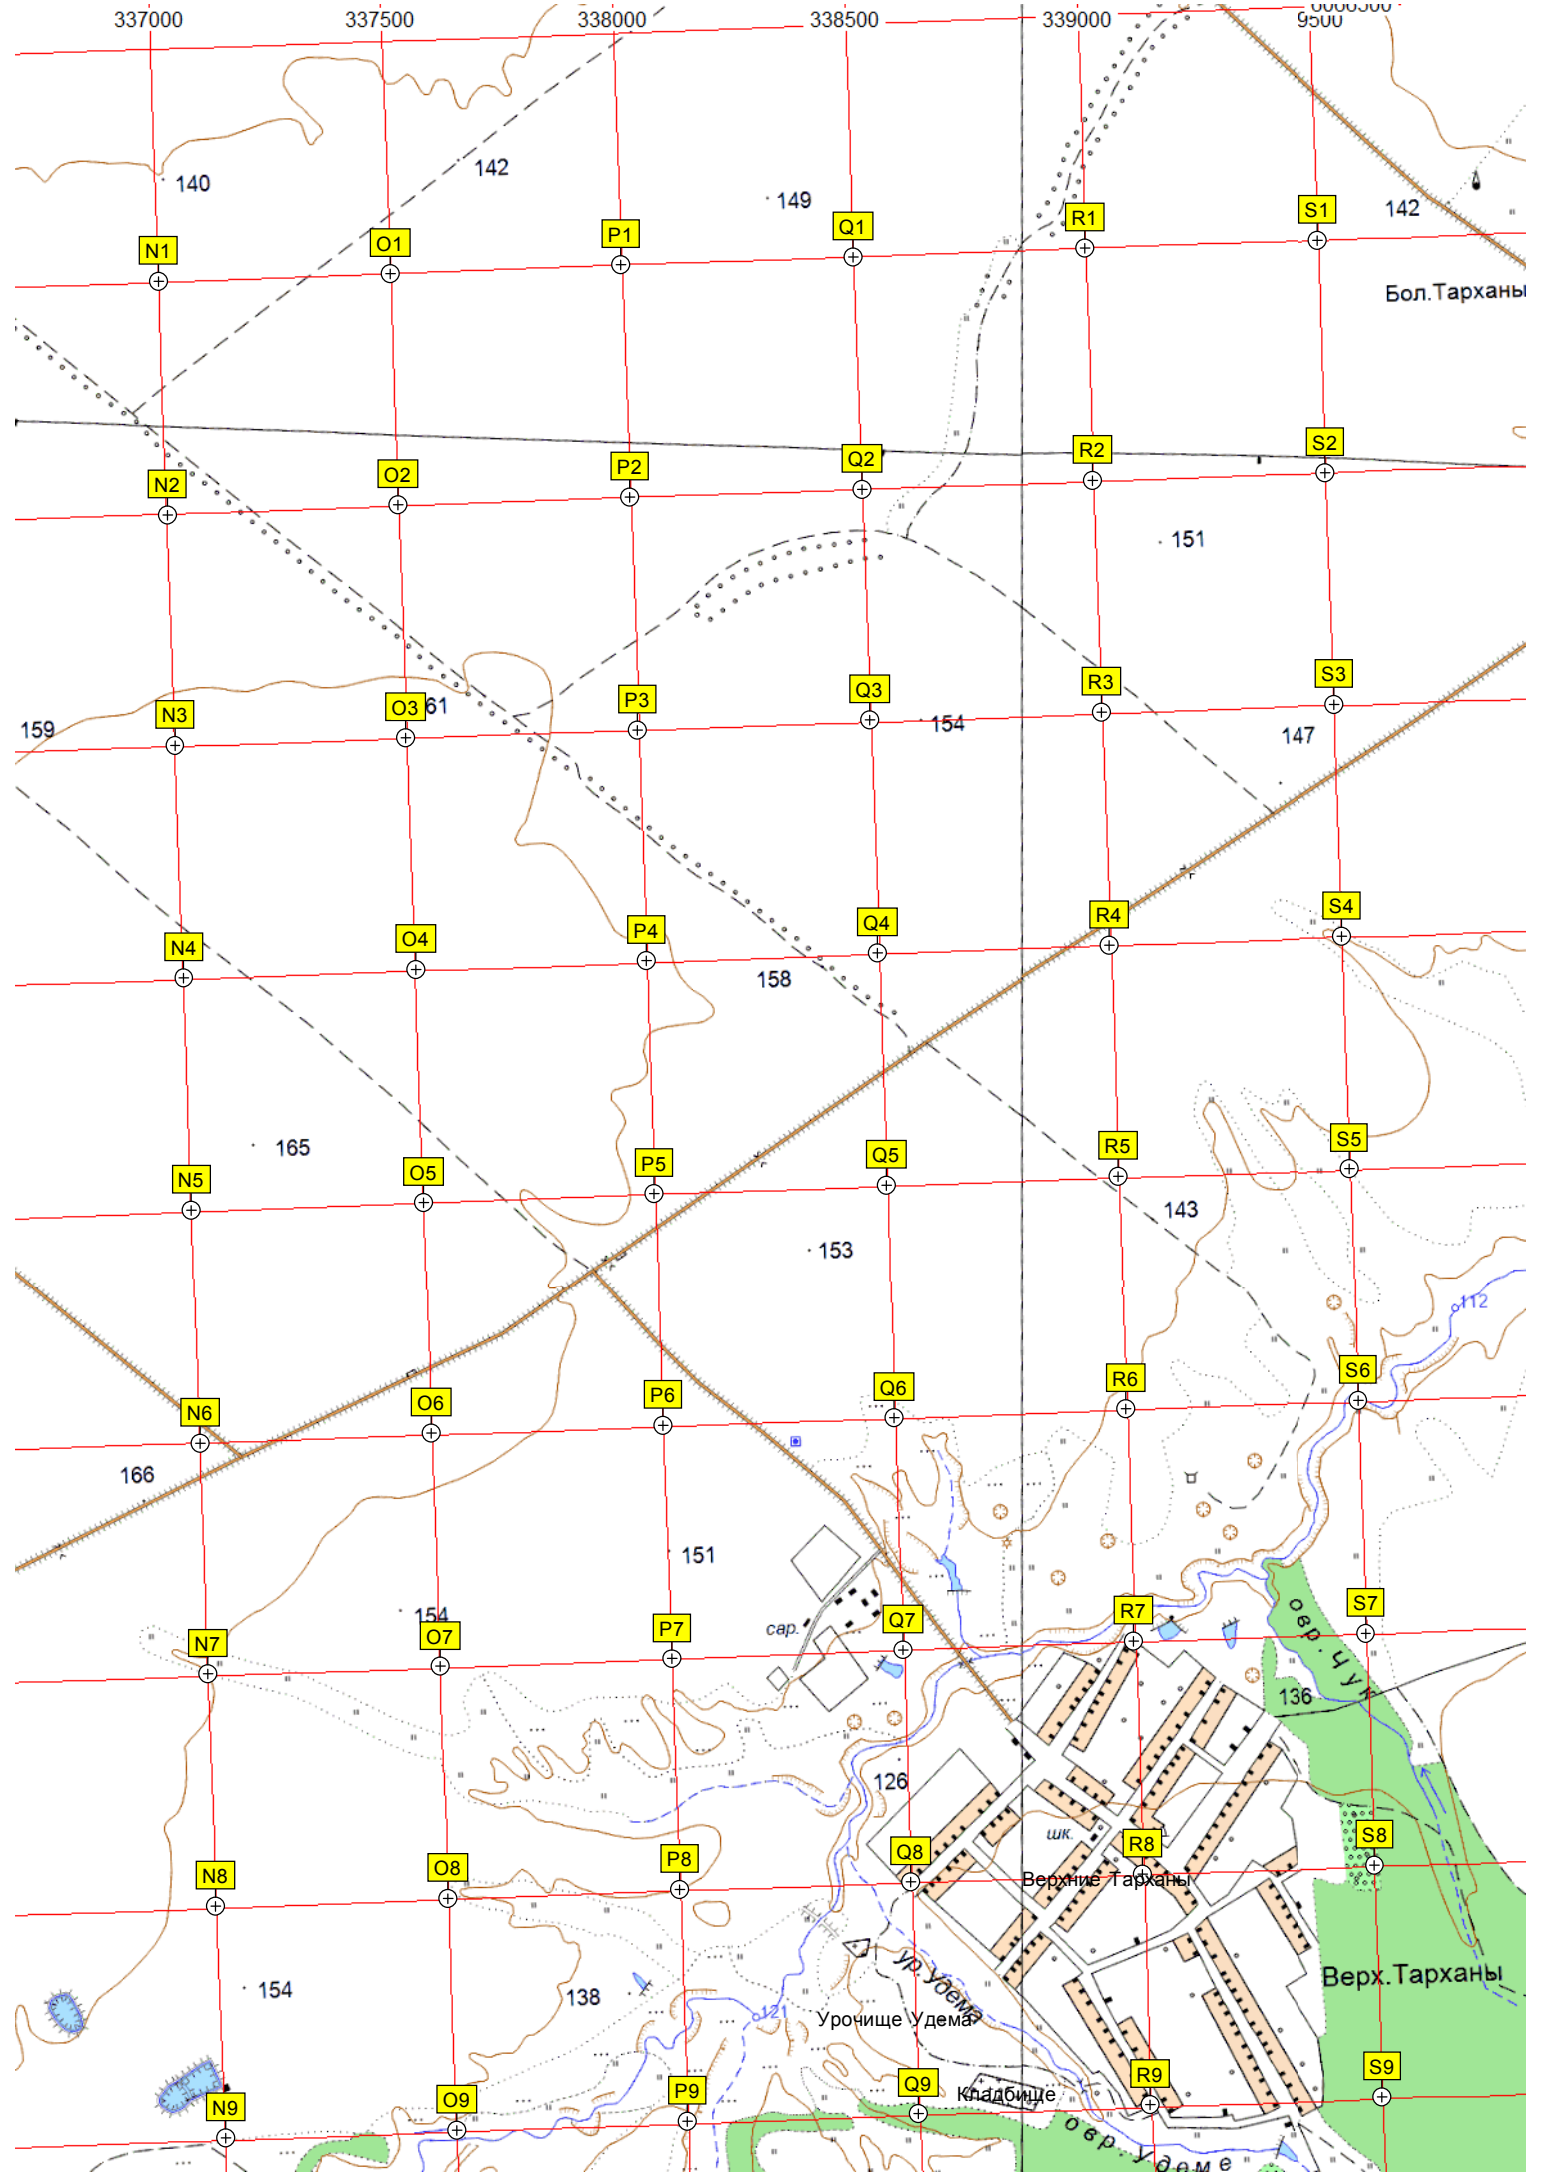 337000 337500 338000 338500 339000 9500
142
140
149
142
N1 O1 P1 Q1 R1 S1
Бол.Тарханы
N2 O2 P2 Q2 R2 S2
151
N3 O3 P3 Q3 R3 S3
61
159
154
147
N4 O4 P4 Q4 R4 S4
158
165
N5 O5 P5 Q5 R5 S5
143
153
112
N6 O6 P6 Q6 R6 S6
166
151
154
сар.
овр. Чук
N7 O7 P7 Q7 R7 S7
136
126
шк.
N8 O8 P8 Q8 R8 S8
Верхние Тарханы
ур.Удема
Верх.Тарханы
154
138
121
Урочище Удема
N9 O9 P9 Q9 R9 S9
Кладбище
овр. Удеме